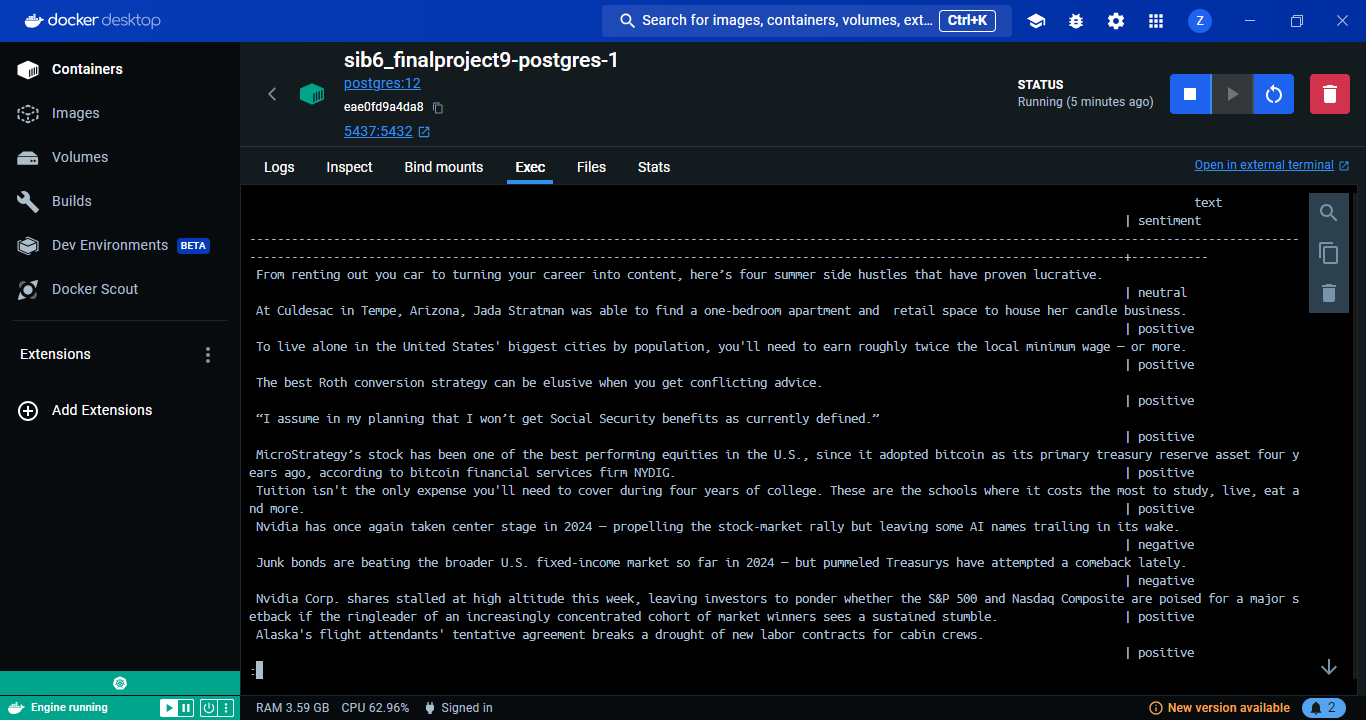 docker desktop
Search for images, containers, volumes, ext... Ctrl+K
Z
Containers
Images
Volumes
Builds
Dev Environments BETA
Docker Scout
Extensions
Add Extensions
sib6_finalproject9-postgres-1
postgres:12
eae0fd9a4da8
5437:5432
STATUS
Running (5 minutes ago)
Logs Inspect Bind mounts Exec Files Stats
Open in external terminal
text
| sentiment
-----------------------------------------------------------------------------------------------------------------------------------------------------
-----------------------------------------------------------------------------------------------------------------------------+-----------
From renting out you car to turning your career into content, here’s four summer side hustles that have proven lucrative.
| neutral
At Culdesac in Tempe, Arizona, Jada Stratman was able to find a one-bedroom apartment and  retail space to house her candle business.
| positive
To live alone in the United States' biggest cities by population, you'll need to earn roughly twice the local minimum wage — or more.
| positive
The best Roth conversion strategy can be elusive when you get conflicting advice.
| positive
“I assume in my planning that I won’t get Social Security benefits as currently defined.”
| positive
MicroStrategy’s stock has been one of the best performing equities in the U.S., since it adopted bitcoin as its primary treasury reserve asset four y
ears ago, according to bitcoin financial services firm NYDIG. | positive
Tuition isn't the only expense you'll need to cover during four years of college. These are the schools where it costs the most to study, live, eat a
nd more. | positive
Nvidia has once again taken center stage in 2024 — propelling the stock-market rally but leaving some AI names trailing in its wake.
| negative
Junk bonds are beating the broader U.S. fixed-income market so far in 2024 — but pummeled Treasurys have attempted a comeback lately.
| negative
Nvidia Corp. shares stalled at high altitude this week, leaving investors to ponder whether the S&P 500 and Nasdaq Composite are poised for a major s
etback if the ringleader of an increasingly concentrated cohort of market winners sees a sustained stumble. | positive
Alaska's flight attendants' tentative agreement breaks a drought of new labor contracts for cabin crews.
| positive
:
Engine running
RAM 3.59 GB CPU 62.96% Signed in
New version available 2